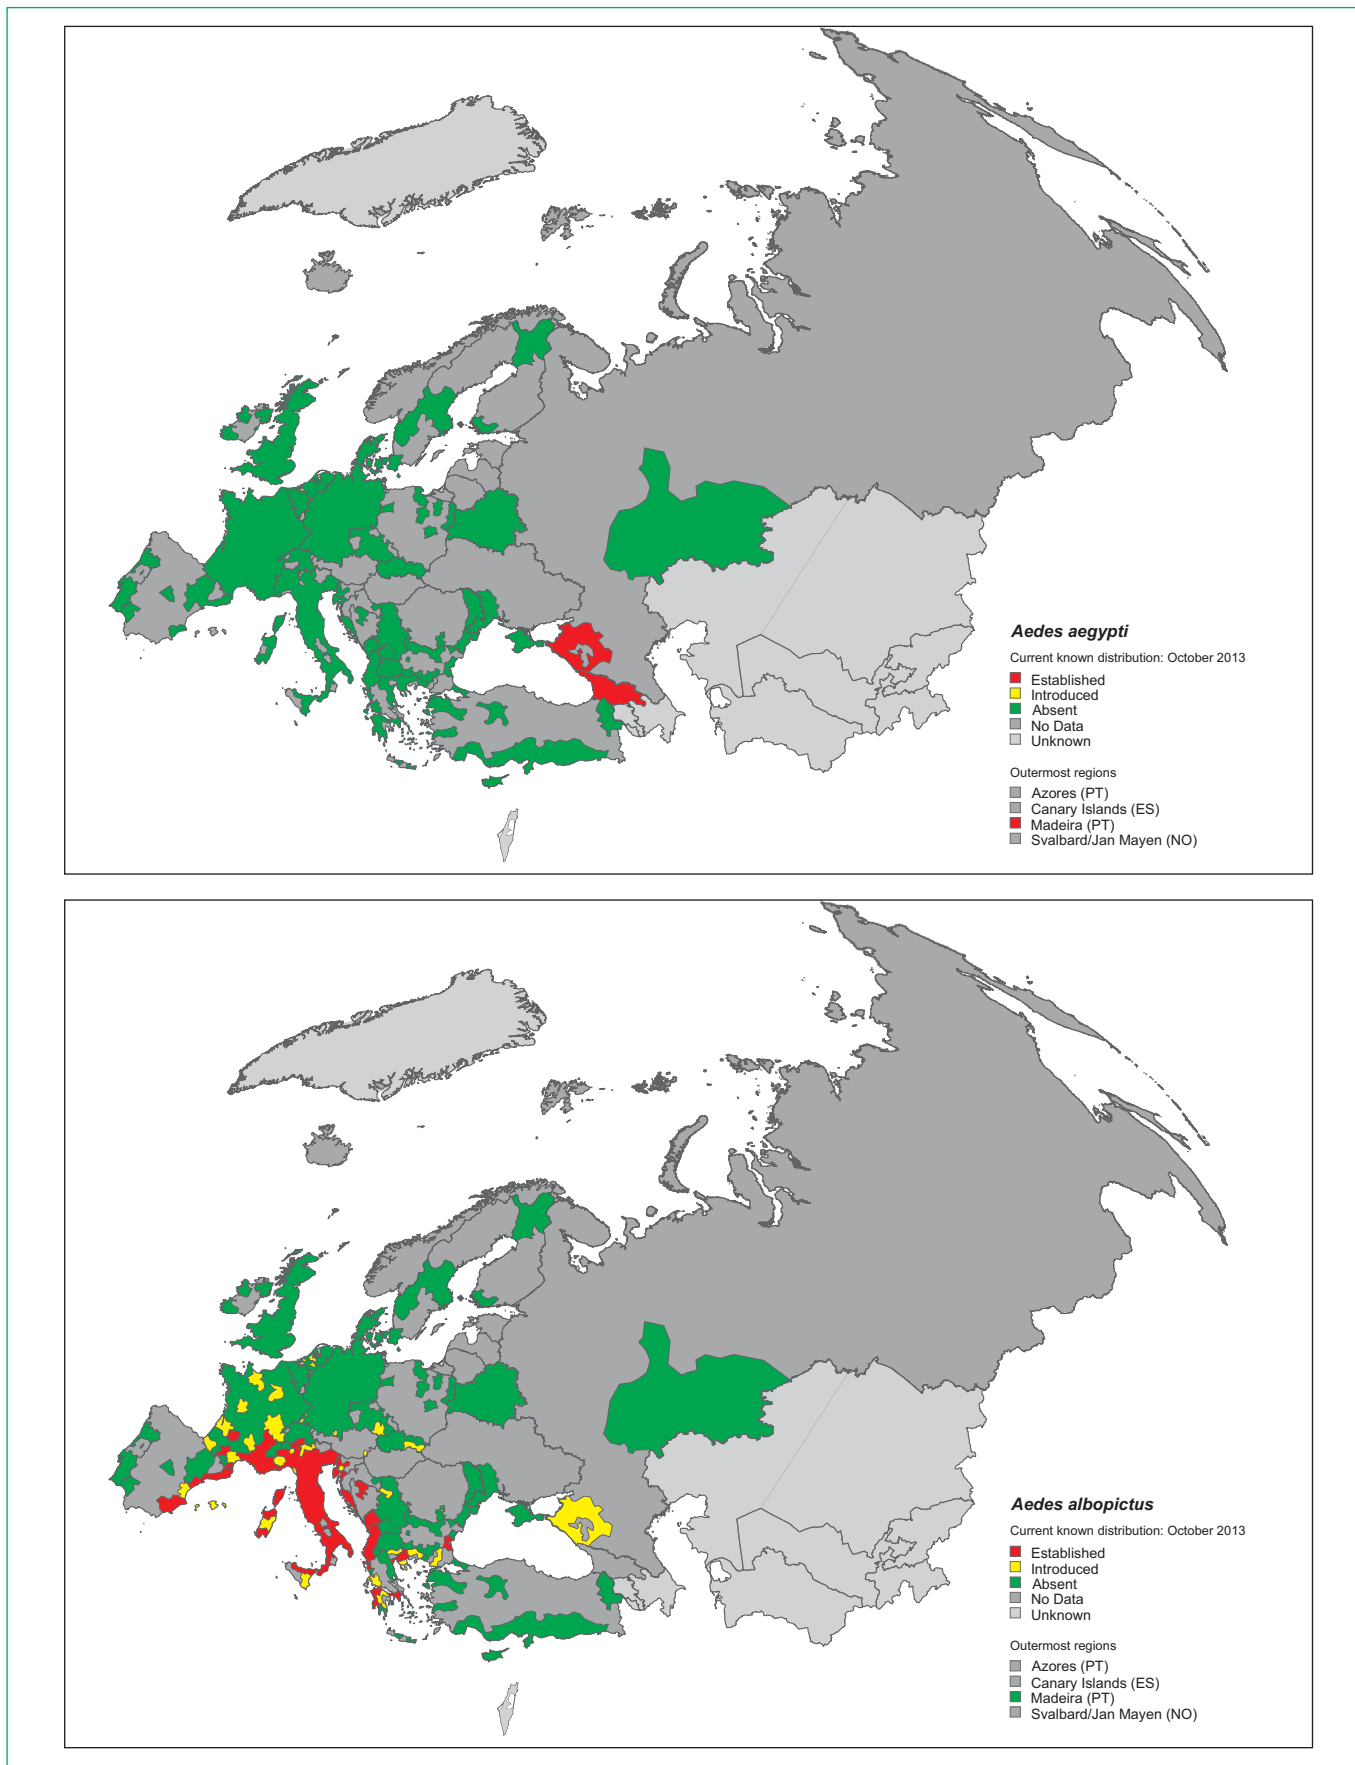 Aedes aegypti
Current known distribution: October 2013
Established
Introduced
Absent
No Data
Unknown
Outermost regions
Azores (PT)
Canary Islands (ES)
Madeira (PT)
Svalbard/Jan Mayen (NO)
Aedes albopictus
Current known distribution: October 2013
Established
Introduced
Absent
No Data
Unknown
Outermost regions
Azores (PT)
Canary Islands (ES)
Madeira (PT)
Svalbard/Jan Mayen (NO)